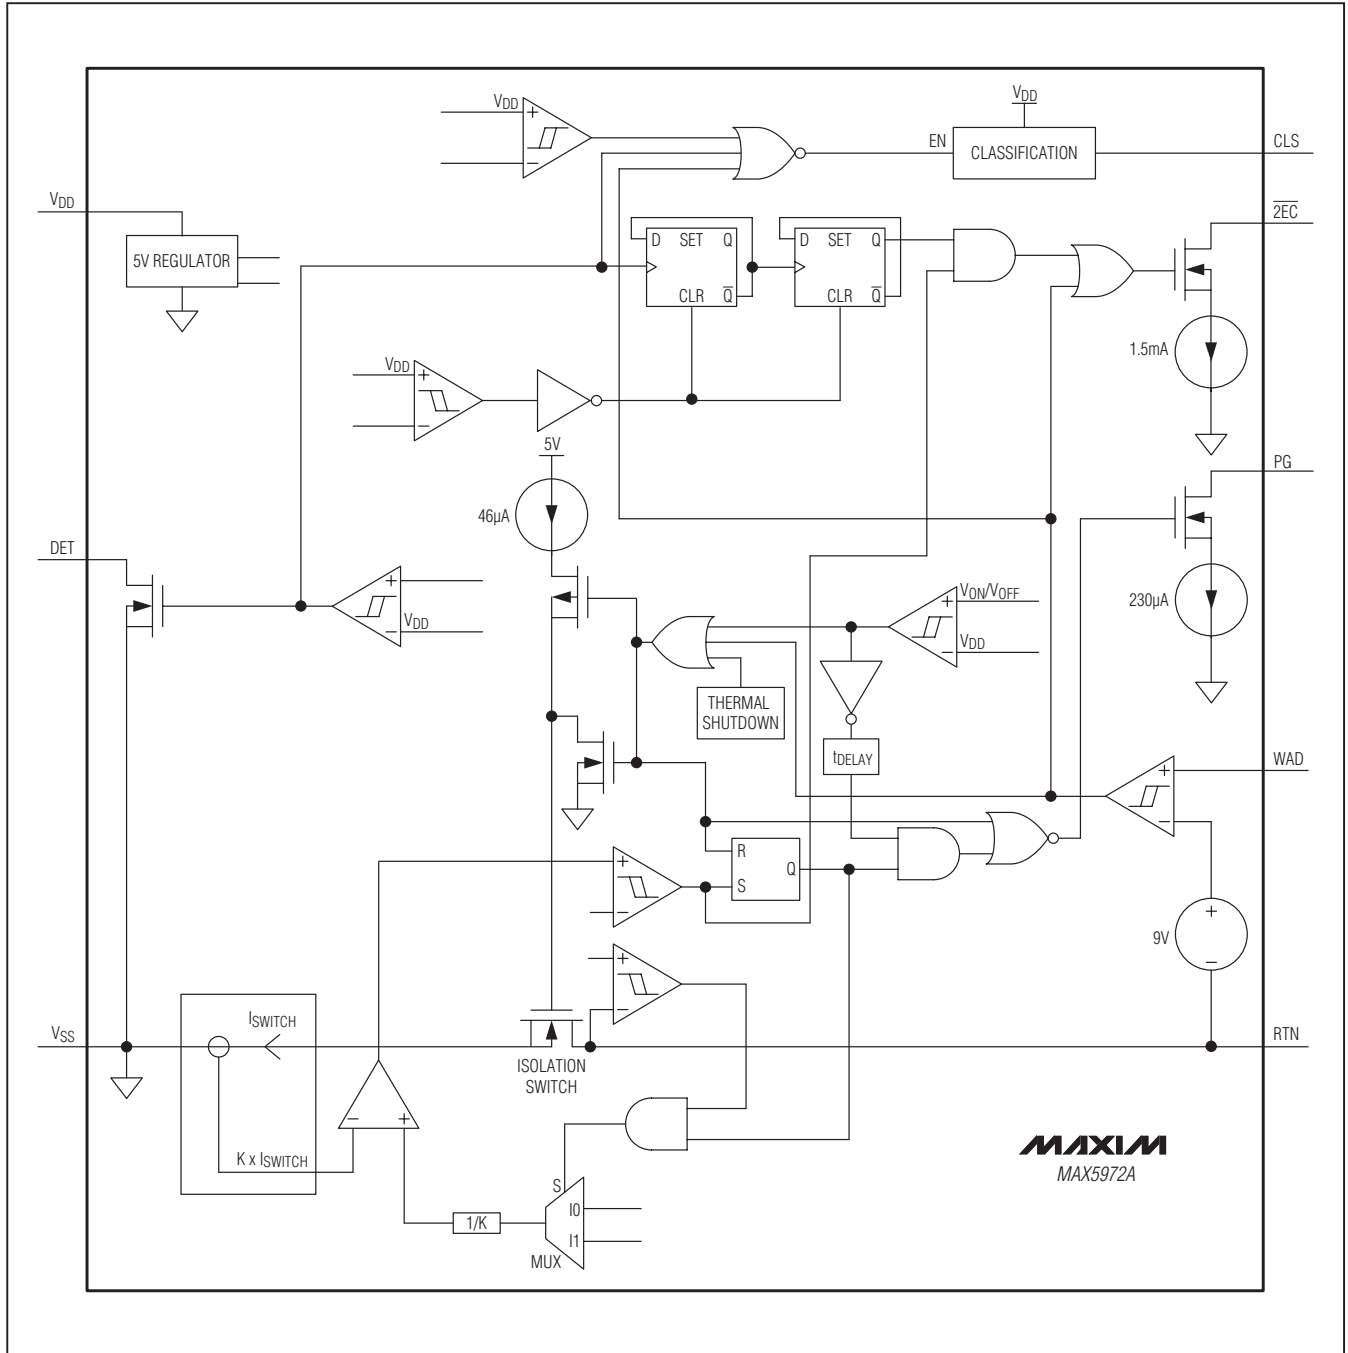 VDD
VDD
EN
CLASSIFICATION
CLS
VDD
5V REGULATOR
D SET Q
CLR Q̅
D SET Q
CLR Q̅
2EC
1.5mA
VDD
5V
46µA
PG
230µA
DET
VDD
VON/VOFF
VDD
THERMAL
SHUTDOWN
tDELAY
WAD
R
S
Q
9V
VSS
ISWITCH
ISOLATION
SWITCH
RTN
K x ISWITCH
S
I0
I1
1/K
MUX
MAXIM
MAX5972A